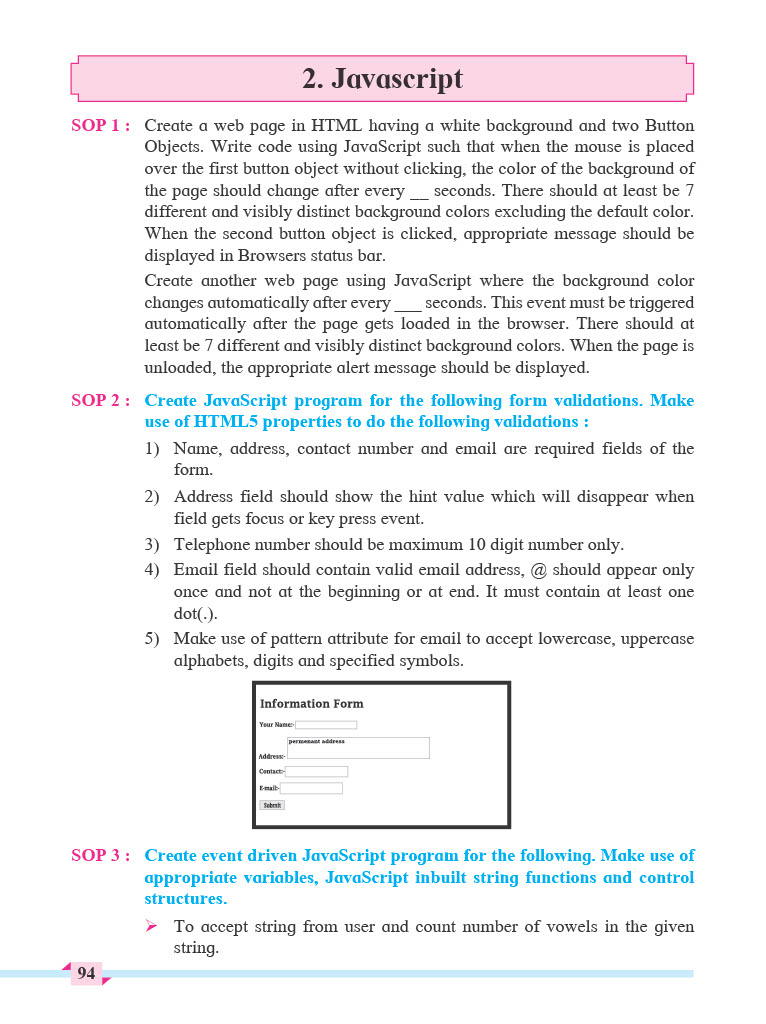 2. Javascript
SOP 1 : Create a web page in HTML having a white background and two Button
Objects. Write code using JavaScript such that when the mouse is placed
over the first button object without clicking, the color of the background of
the page should change after every __ seconds. There should at least be 7
different and visibly distinct background colors excluding the default color.
When the second button object is clicked, appropriate message should be
displayed in Browsers status bar.
Create another web page using JavaScript where the background color
changes automatically after every ___ seconds. This event must be triggered
automatically after the page gets loaded in the browser. There should at
least be 7 different and visibly distinct background colors. When the page is
unloaded, the appropriate alert message should be displayed.
SOP 2 : Create JavaScript program for the following form validations. Make
use of HTML5 properties to do the following validations :
1) Name, address, contact number and email are required fields of the
form.
2) Address field should show the hint value which will disappear when
field gets focus or key press event.
3) Telephone number should be maximum 10 digit number only.
4) Email field should contain valid email address, @ should appear only
once and not at the beginning or at end. It must contain at least one
dot(.).
5) Make use of pattern attribute for email to accept lowercase, uppercase
alphabets, digits and specified symbols.
Information Form
Your Name:-
permenant address
Address:-
Contact:-
E-mail:-
Submit
SOP 3 : Create event driven JavaScript program for the following. Make use of
appropriate variables, JavaScript inbuilt string functions and control
structures.
➢ To accept string from user and count number of vowels in the given
string.
94